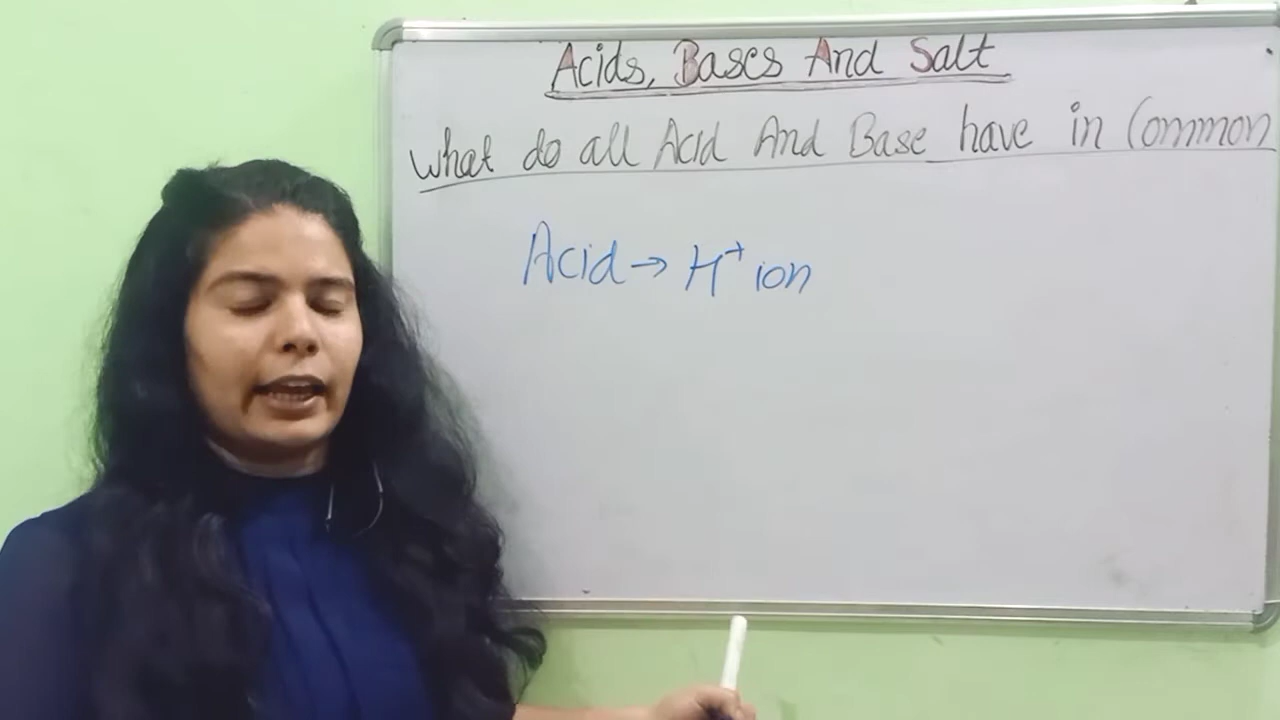 Acids, Bases And Salt
What do all Acid And Base have in Common
Acid → H⁺ ion